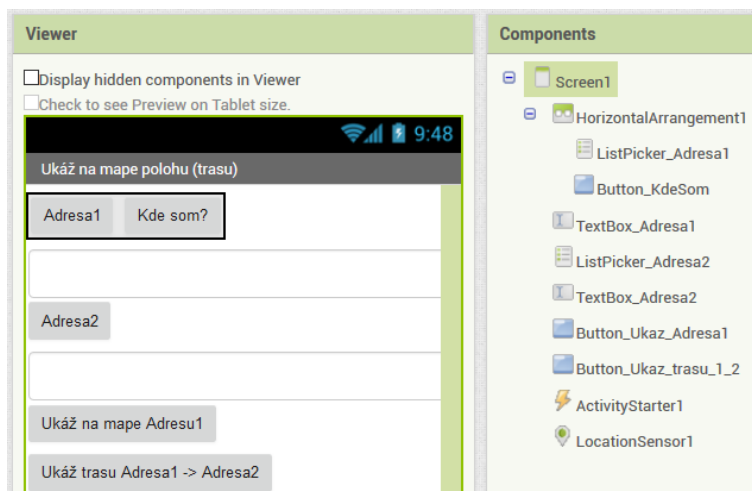 Viewer
Display hidden components in Viewer
Check to see Preview on Tablet size.
9:48
Ukáž na mape polohu (trasu)
Adresa1
Kde som?
Adresa2
Ukáž na mape Adresu1
Ukáž trasu Adresa1 -> Adresa2
Components
Screen1
HorizontalArrangement1
ListPicker_Adresa1
Button_KdeSom
TextBox_Adresa1
ListPicker_Adresa2
TextBox_Adresa2
Button_Ukaz_Adresa1
Button_Ukaz_trasu_1_2
ActivityStarter1
LocationSensor1